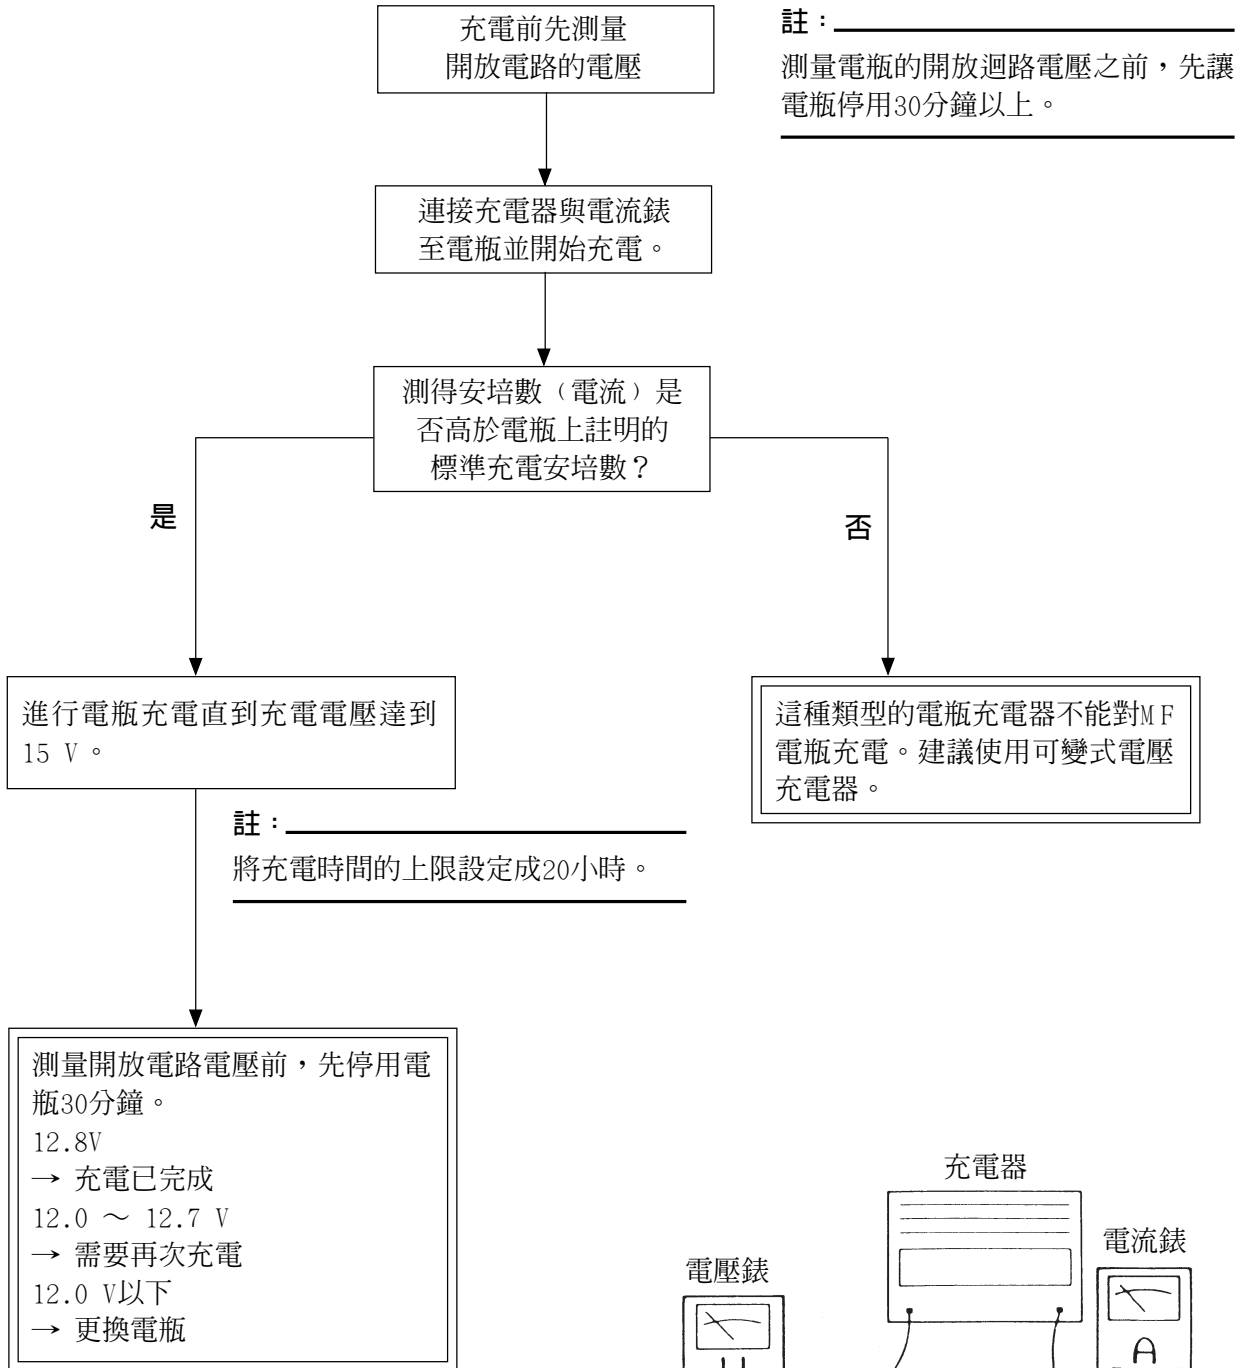 充電前先測量
開放電路的電壓
註：
測量電瓶的開放迴路電壓之前，先讓
電瓶停用30分鐘以上。
連接充電器與電流錶
至電瓶並開始充電。
測得安培數（電流）是
否高於電瓶上註明的
標準充電安培數？
是
否
進行電瓶充電直到充電電壓達到
15 V。
這種類型的電瓶充電器不能對MF
電瓶充電。建議使用可變式電壓
充電器。
註：
將充電時間的上限設定成20小時。
測量開放電路電壓前，先停用電
瓶30分鐘。
12.8V
→ 充電已完成
12.0 ～ 12.7 V
→ 需要再次充電
12.0 V以下
→ 更換電瓶
充電器
電流錶
電壓錶
A